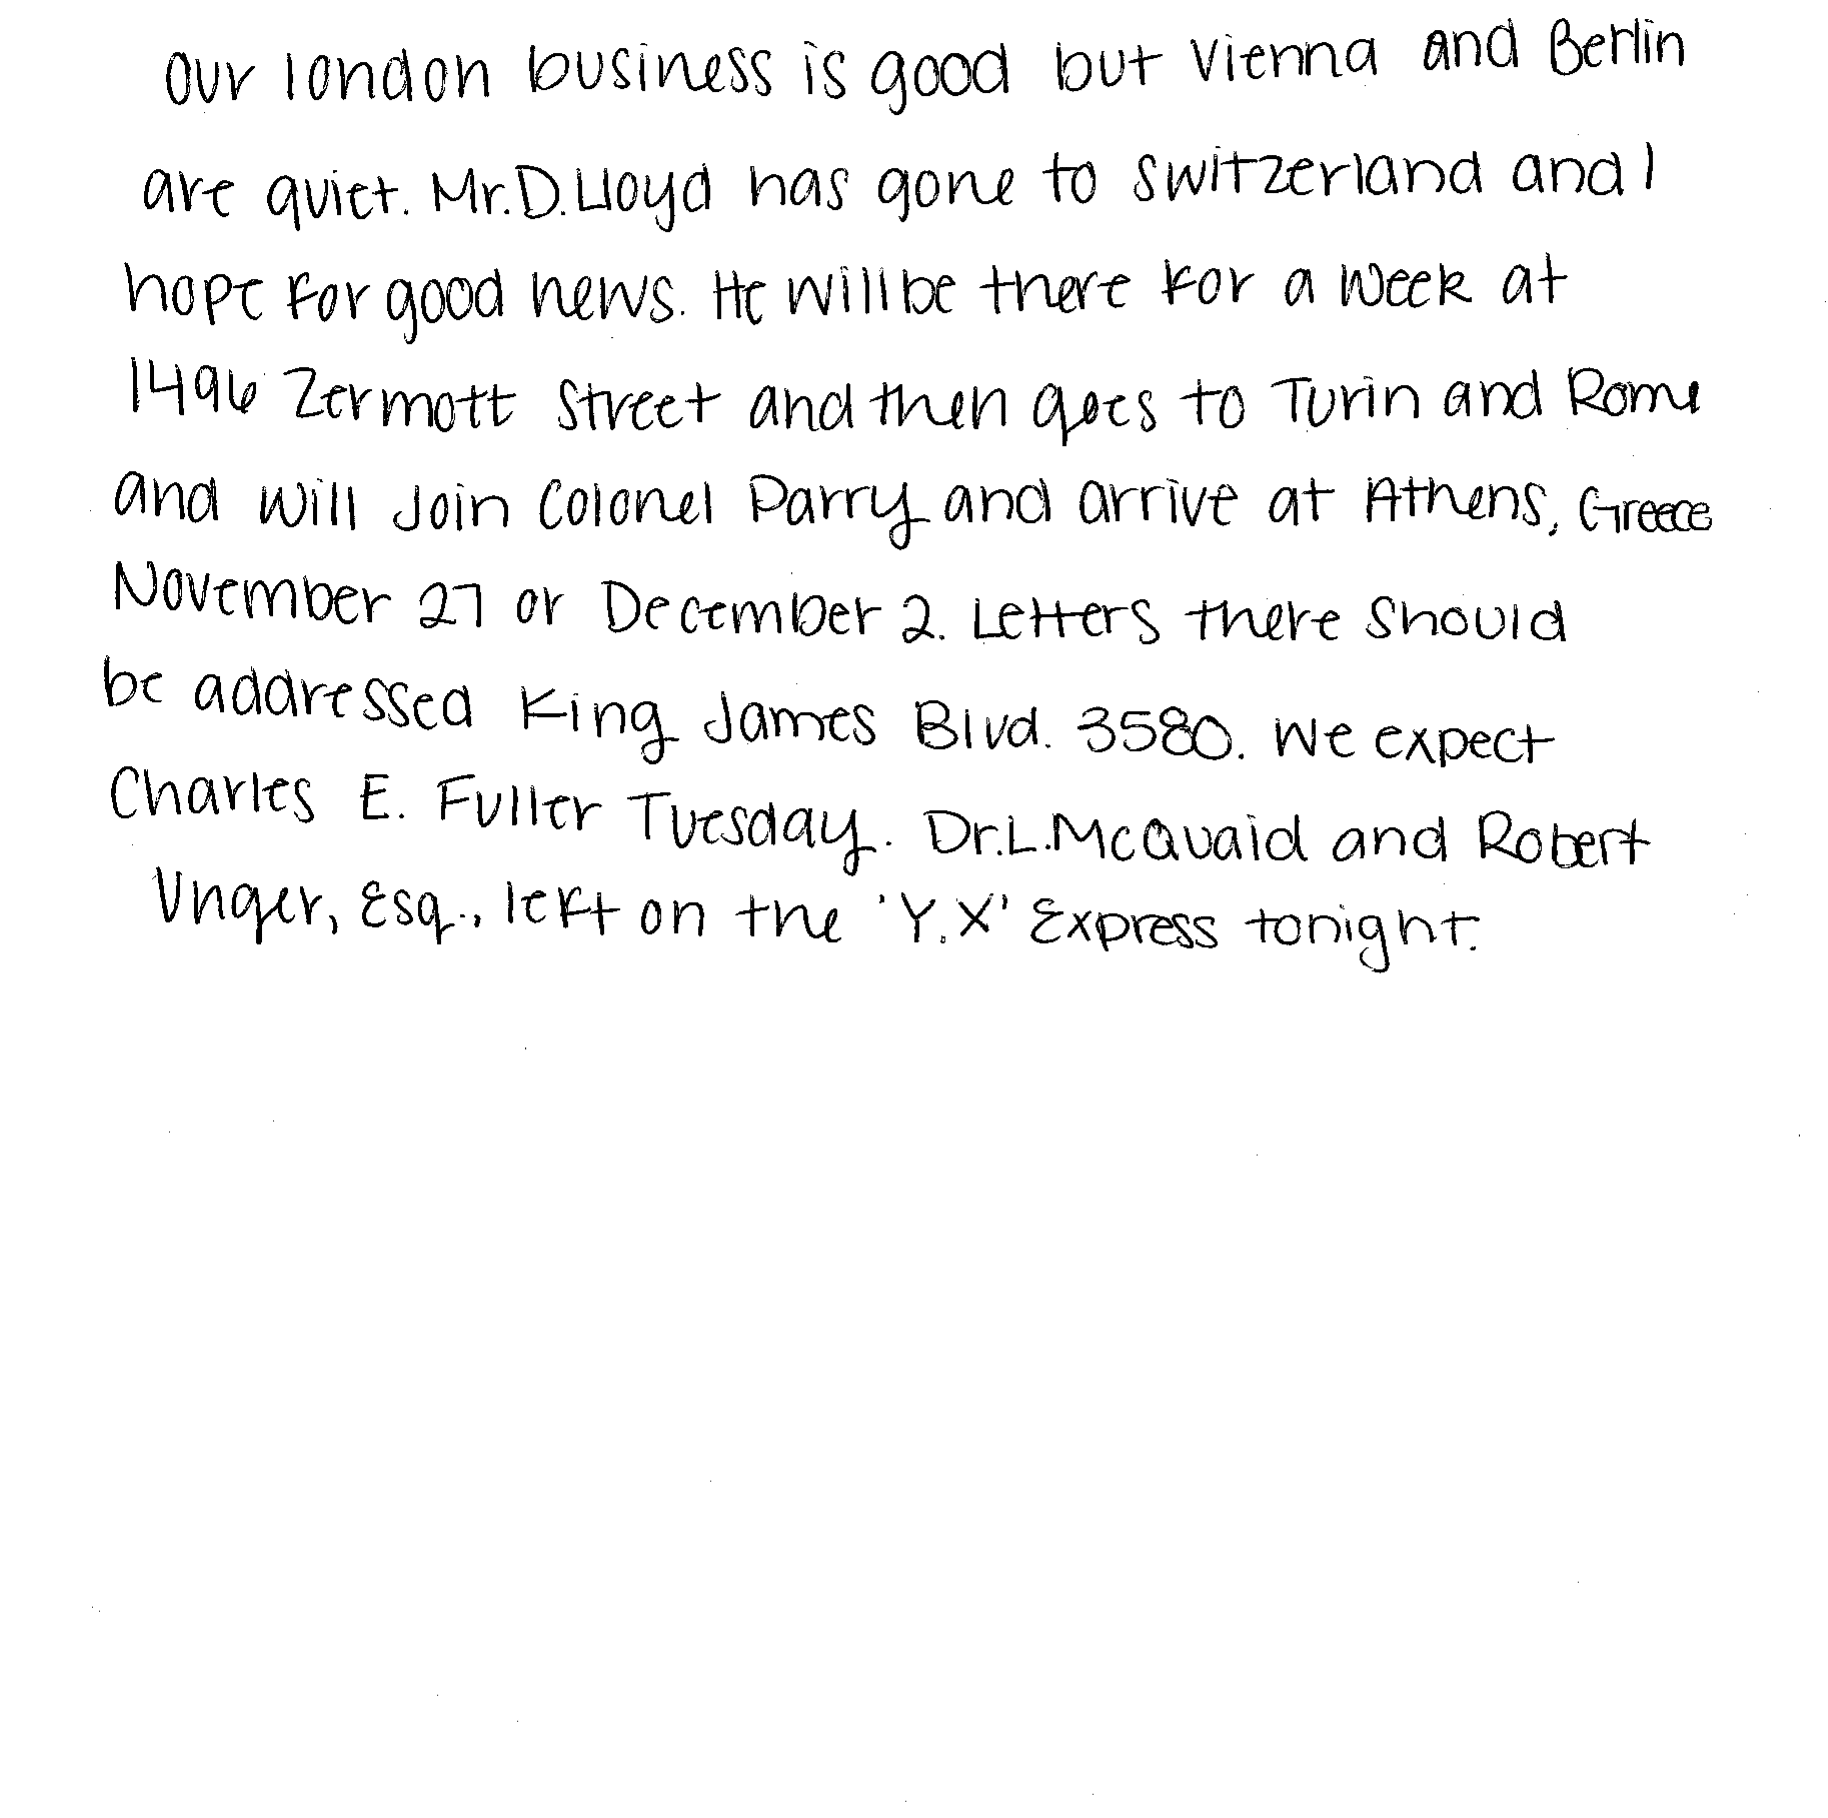 Our london business is good but Vienna and Berlin
are quiet. Mr. D. Lloyd has gone to Switzerland and I
hope for good news. He will be there for a week at
1496 Zermott Street and then goes to Turin and Rome
and will Join Colonel Parry and arrive at Athens, Greece
November 27 or December 2. Letters there should
be addressed King James Blvd. 3580. We expect
Charles E. Fuller Tuesday. Dr. L. McQuaid and Robert
Unger, Esq., left on the 'Y.X' Express tonight.